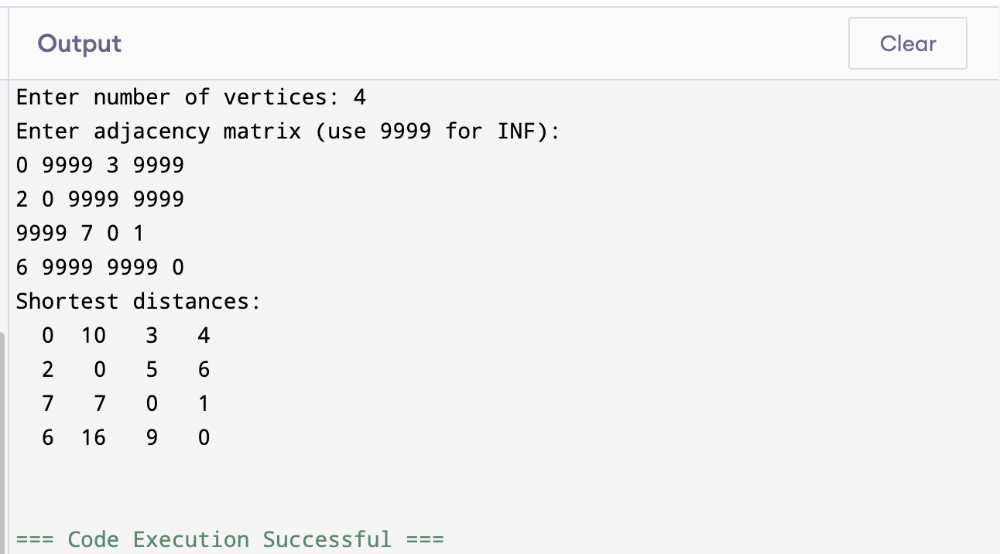 Output
Clear
Enter number of vertices: 4
Enter adjacency matrix (use 9999 for INF):
0 9999 3 9999
2 0 9999 9999
9999 7 0 1
6 9999 9999 0
Shortest distances:
  0  10   3   4
  2   0   5   6
  7   7   0   1
  6  16   9   0
=== Code Execution Successful ===